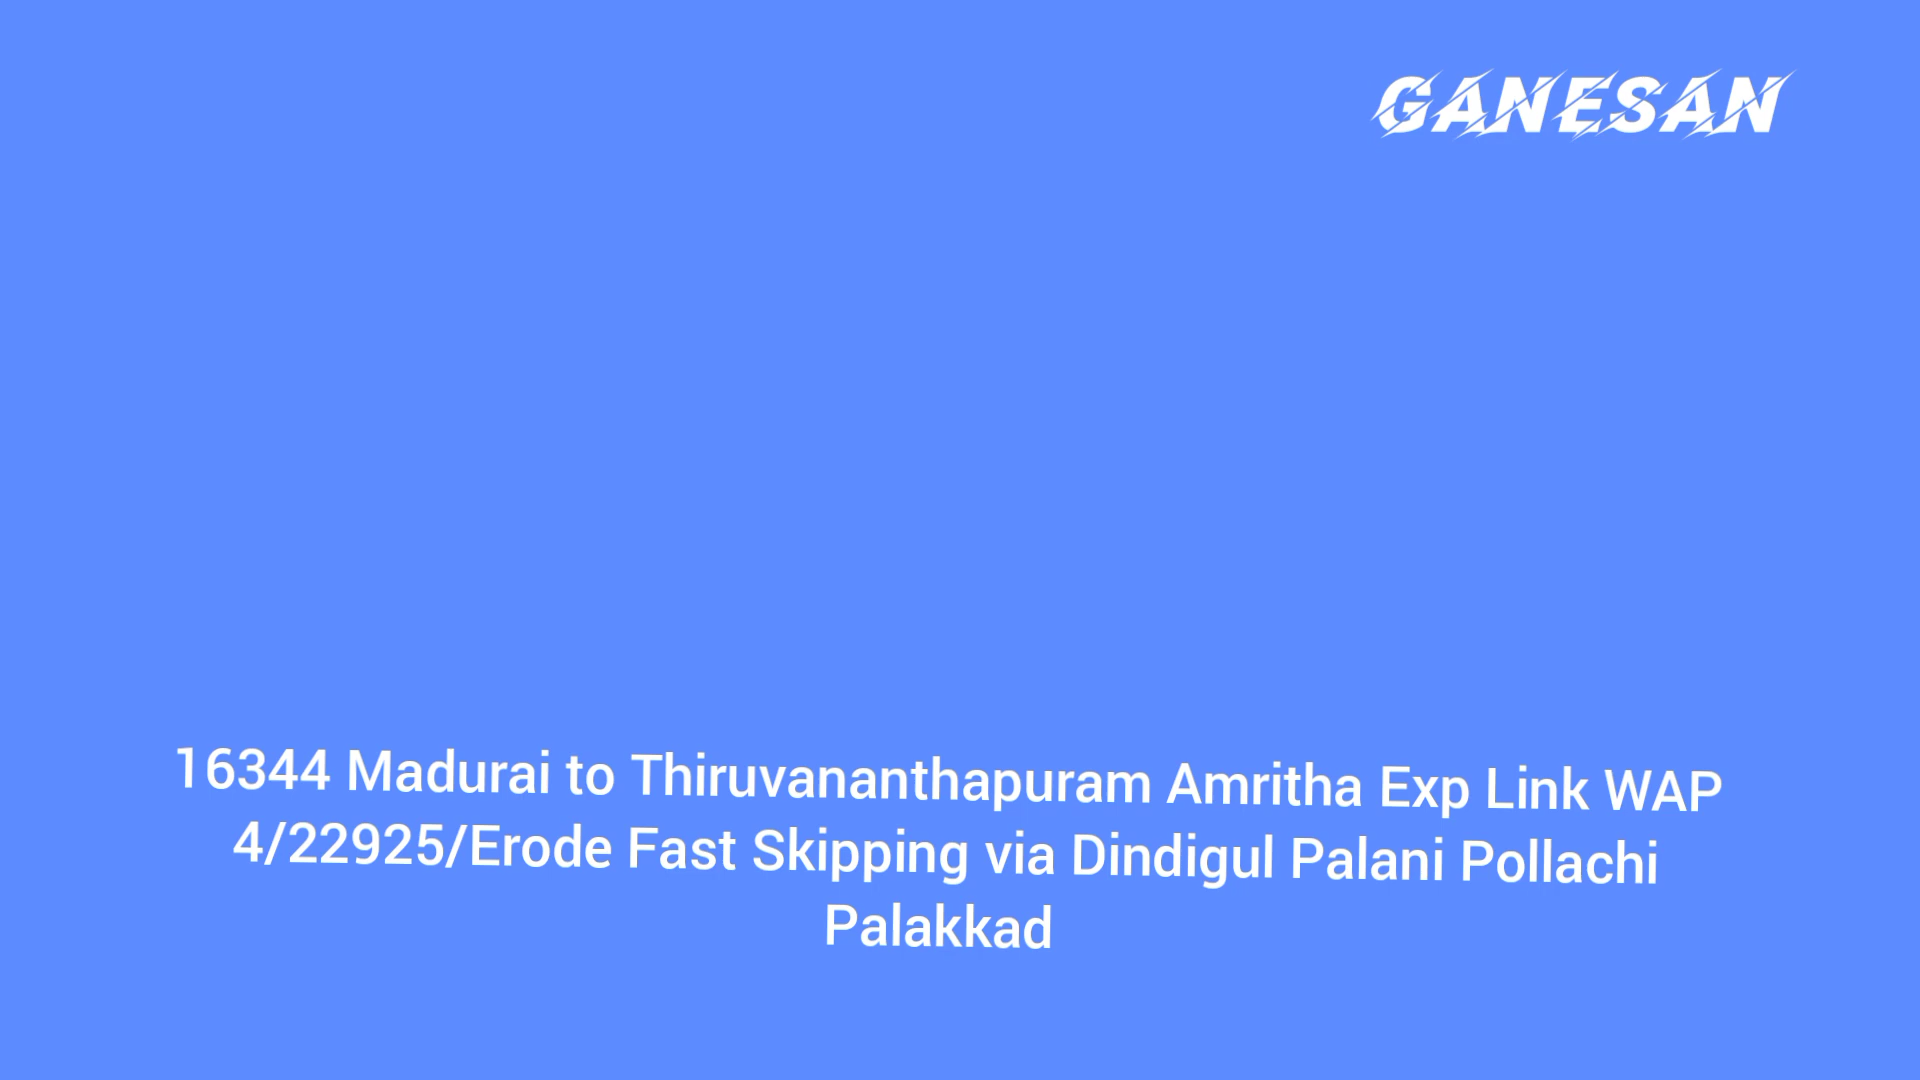 GANESAN
16344 Madurai to Thiruvananthapuram Amritha Exp Link WAP
4/22925/Erode Fast Skipping via Dindigul Palani Pollachi
Palakkad